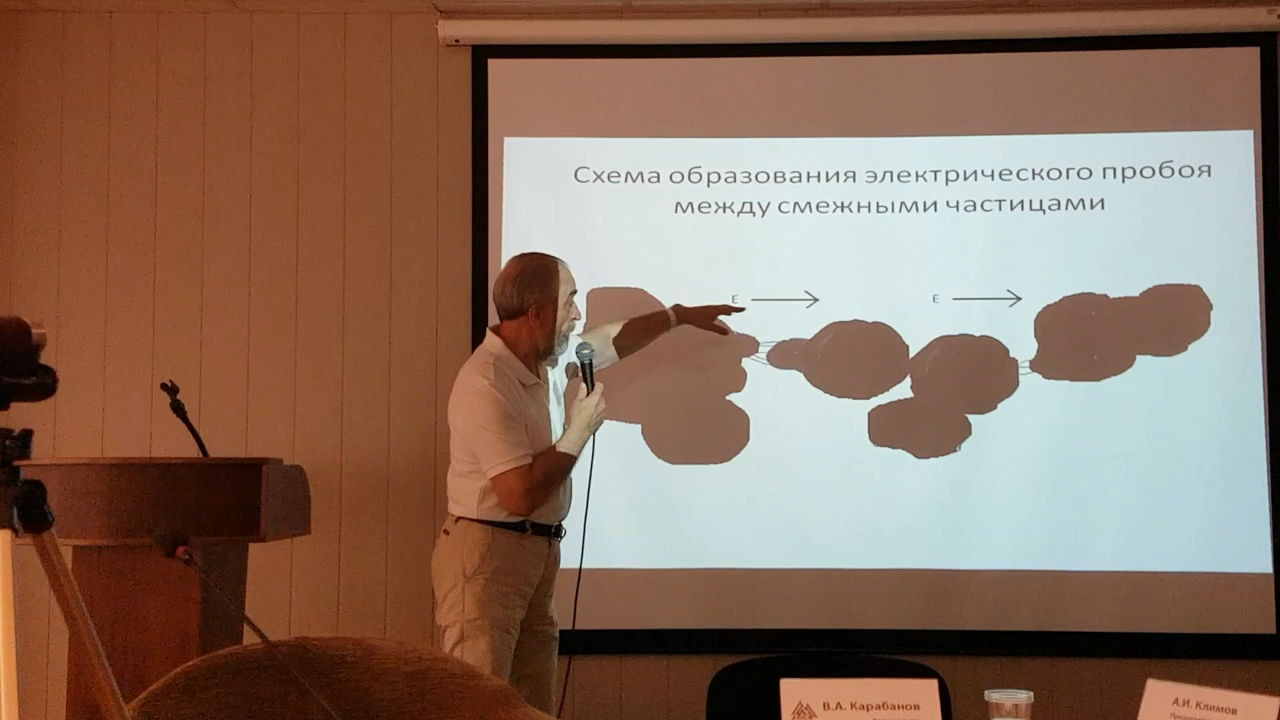 Схема образования электрического пробоя
между смежными частицами
E
E
В.А. Карабанов
А.И. Климов